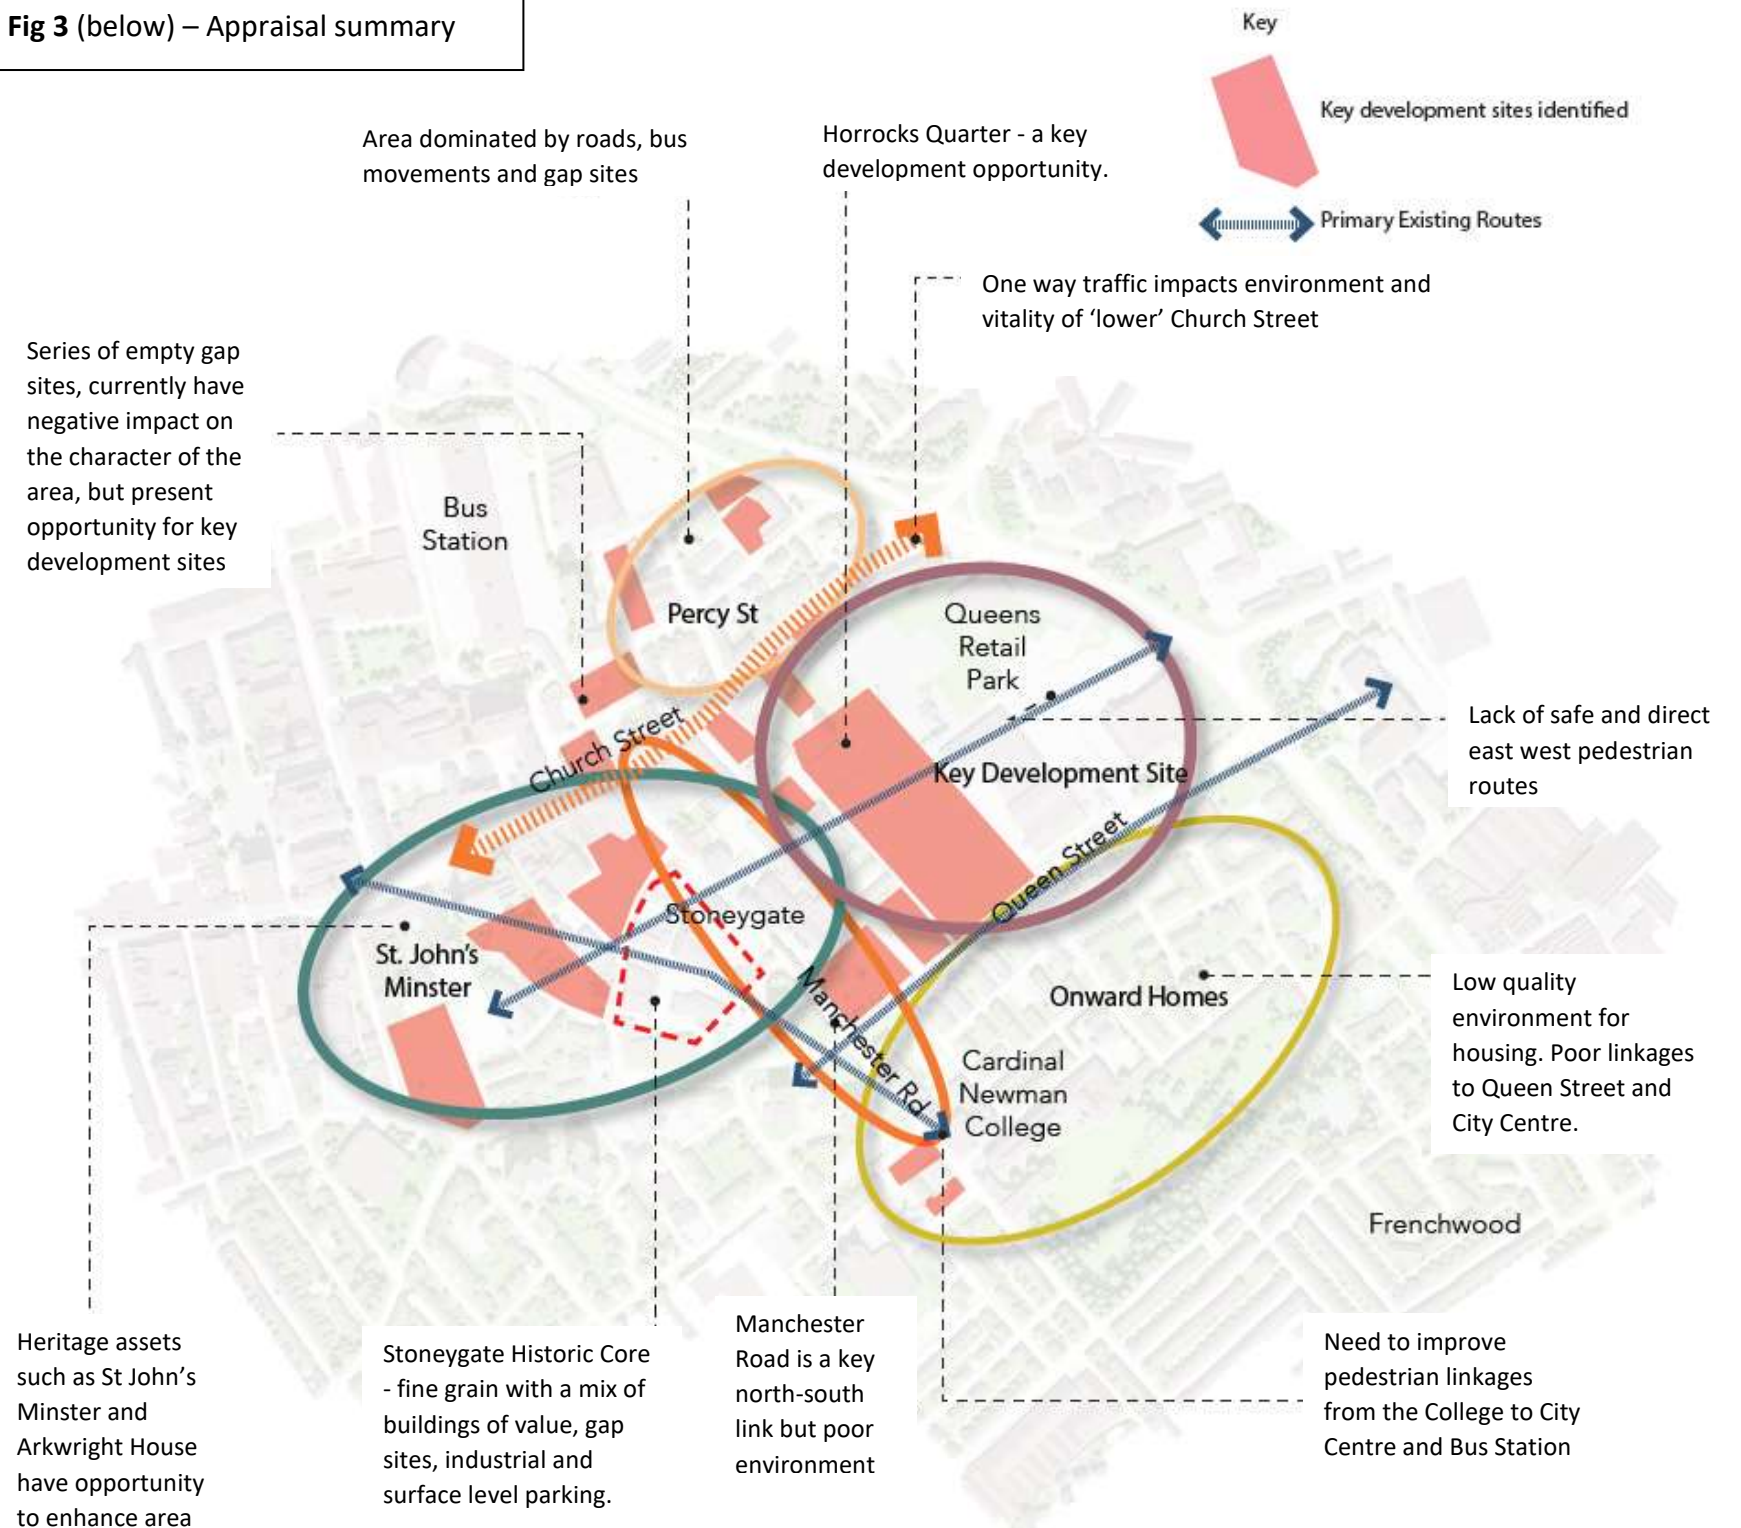 Fig 3 (below) – Appraisal summary
Key
Key development sites identified
Primary Existing Routes
Area dominated by roads, bus
movements and gap sites
Horrocks Quarter - a key
development opportunity.
One way traffic impacts environment and
vitality of ‘lower’ Church Street
Series of empty gap
sites, currently have
negative impact on
the character of the
area, but present
opportunity for key
development sites
Bus
Station
Percy St
Queens
Retail
Park
Church Street
Key Development Site
Lack of safe and direct
east west pedestrian
routes
Queen Street
Stoneygate
St. John's
Minster
Manchester Rd
Onward Homes
Low quality
environment for
housing. Poor linkages
to Queen Street and
City Centre.
Cardinal
Newman
College
Frenchwood
Heritage assets
such as St John’s
Minster and
Arkwright House
have opportunity
to enhance area
Stoneygate Historic Core
- fine grain with a mix of
buildings of value, gap
sites, industrial and
surface level parking.
Manchester
Road is a key
north-south
link but poor
environment
Need to improve
pedestrian linkages
from the College to City
Centre and Bus Station